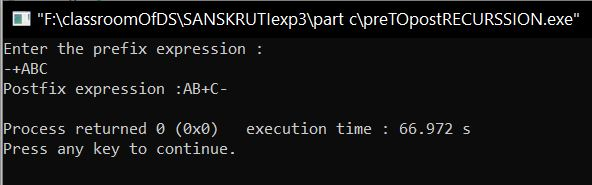 "F:\classroomOfDS\SANSKRUTIexp3\part c\preTOpostRECURSSION.exe"
Enter the prefix expression :
-+ABC
Postfix expression :AB+C-
Process returned 0 (0x0)   execution time : 66.972 s
Press any key to continue.